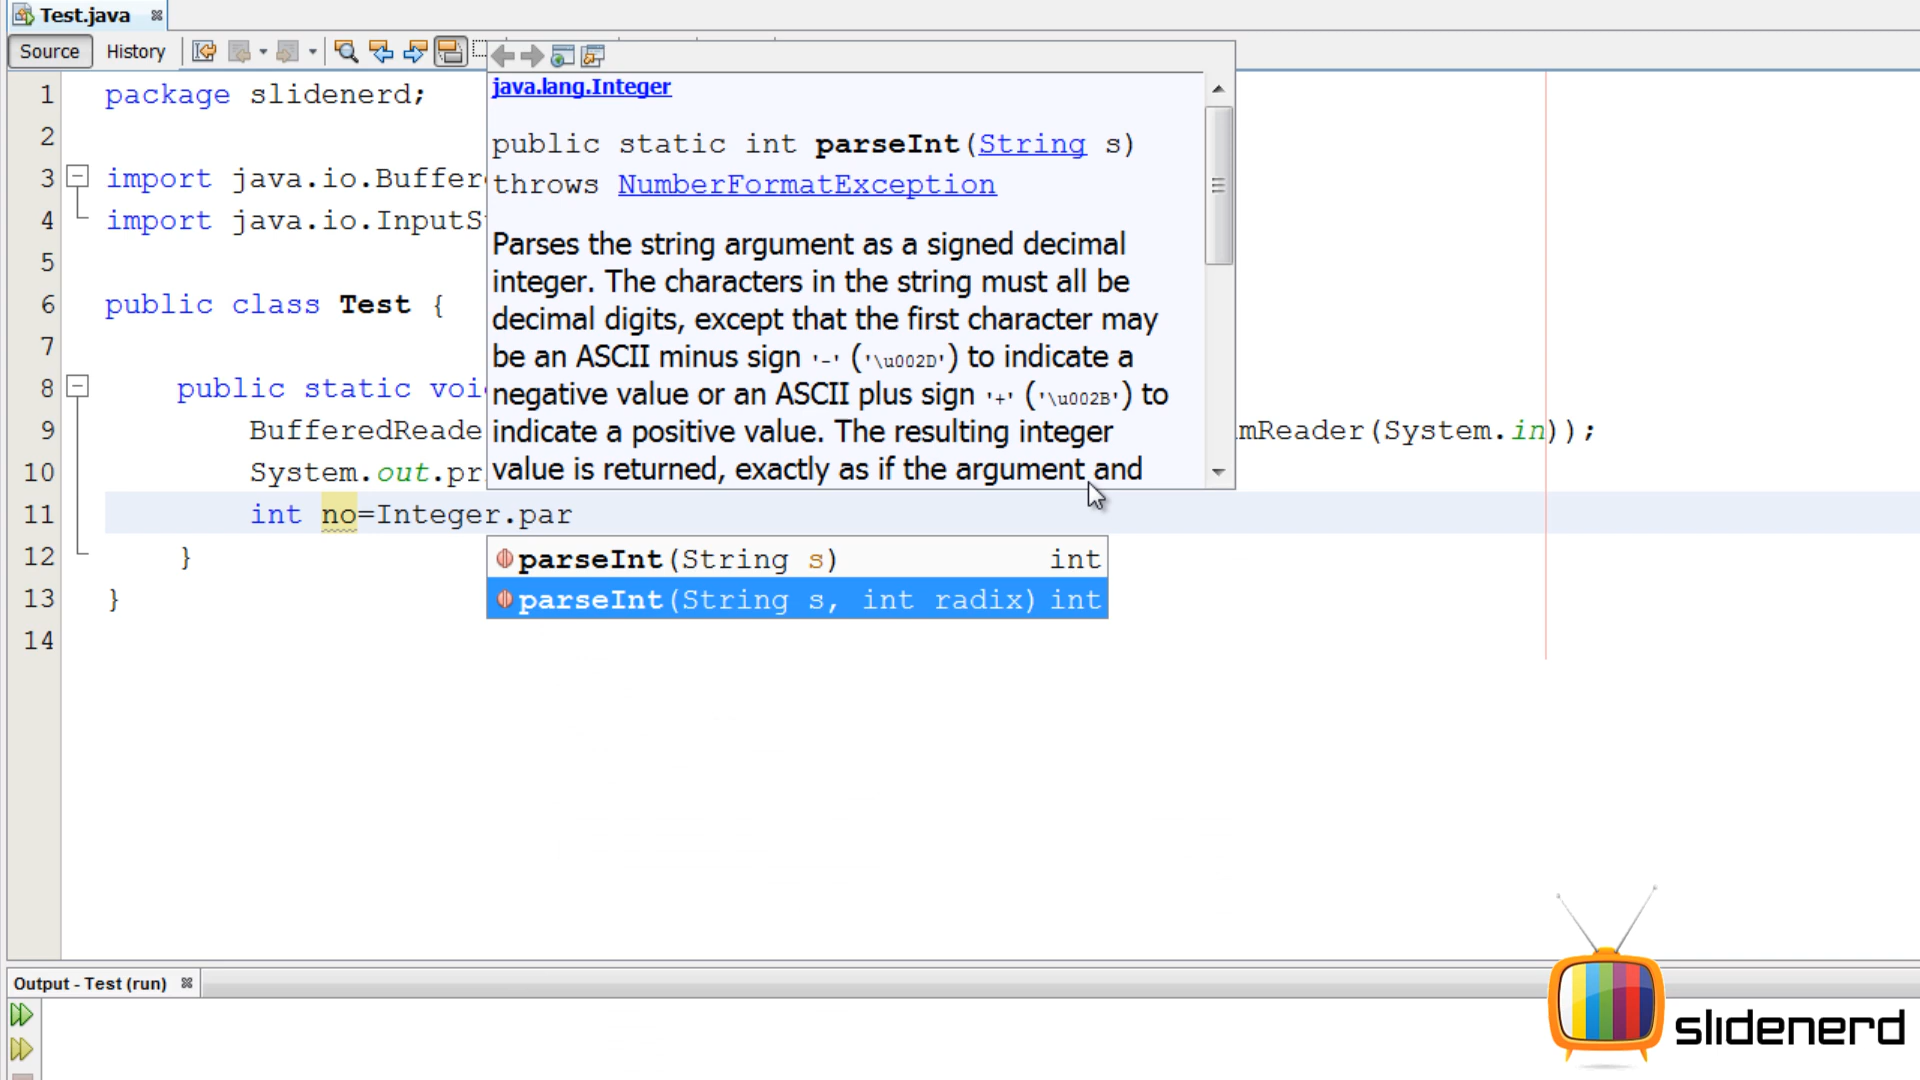 Test.java
Source History
java.lang.Integer
public static int parseInt(String s)
throws NumberFormatException
Parses the string argument as a signed decimal
integer. The characters in the string must all be
decimal digits, except that the first character may
be an ASCII minus sign '-' ('\u002D') to indicate a
negative value or an ASCII plus sign '+' ('\u002B') to
indicate a positive value. The resulting integer
value is returned, exactly as if the argument and
1 package slidenerd;
2
3 import java.io.Buffer
4 import java.io.InputS
5
6 public class Test {
7
8 public static voi
9 BufferedReade mReader(System.in));
10 System.out.pr
11 int no=Integer.par
12 }
13 }
14
parseInt(String s) int
parseInt(String s, int radix) int
Output - Test (run)
slidenerd